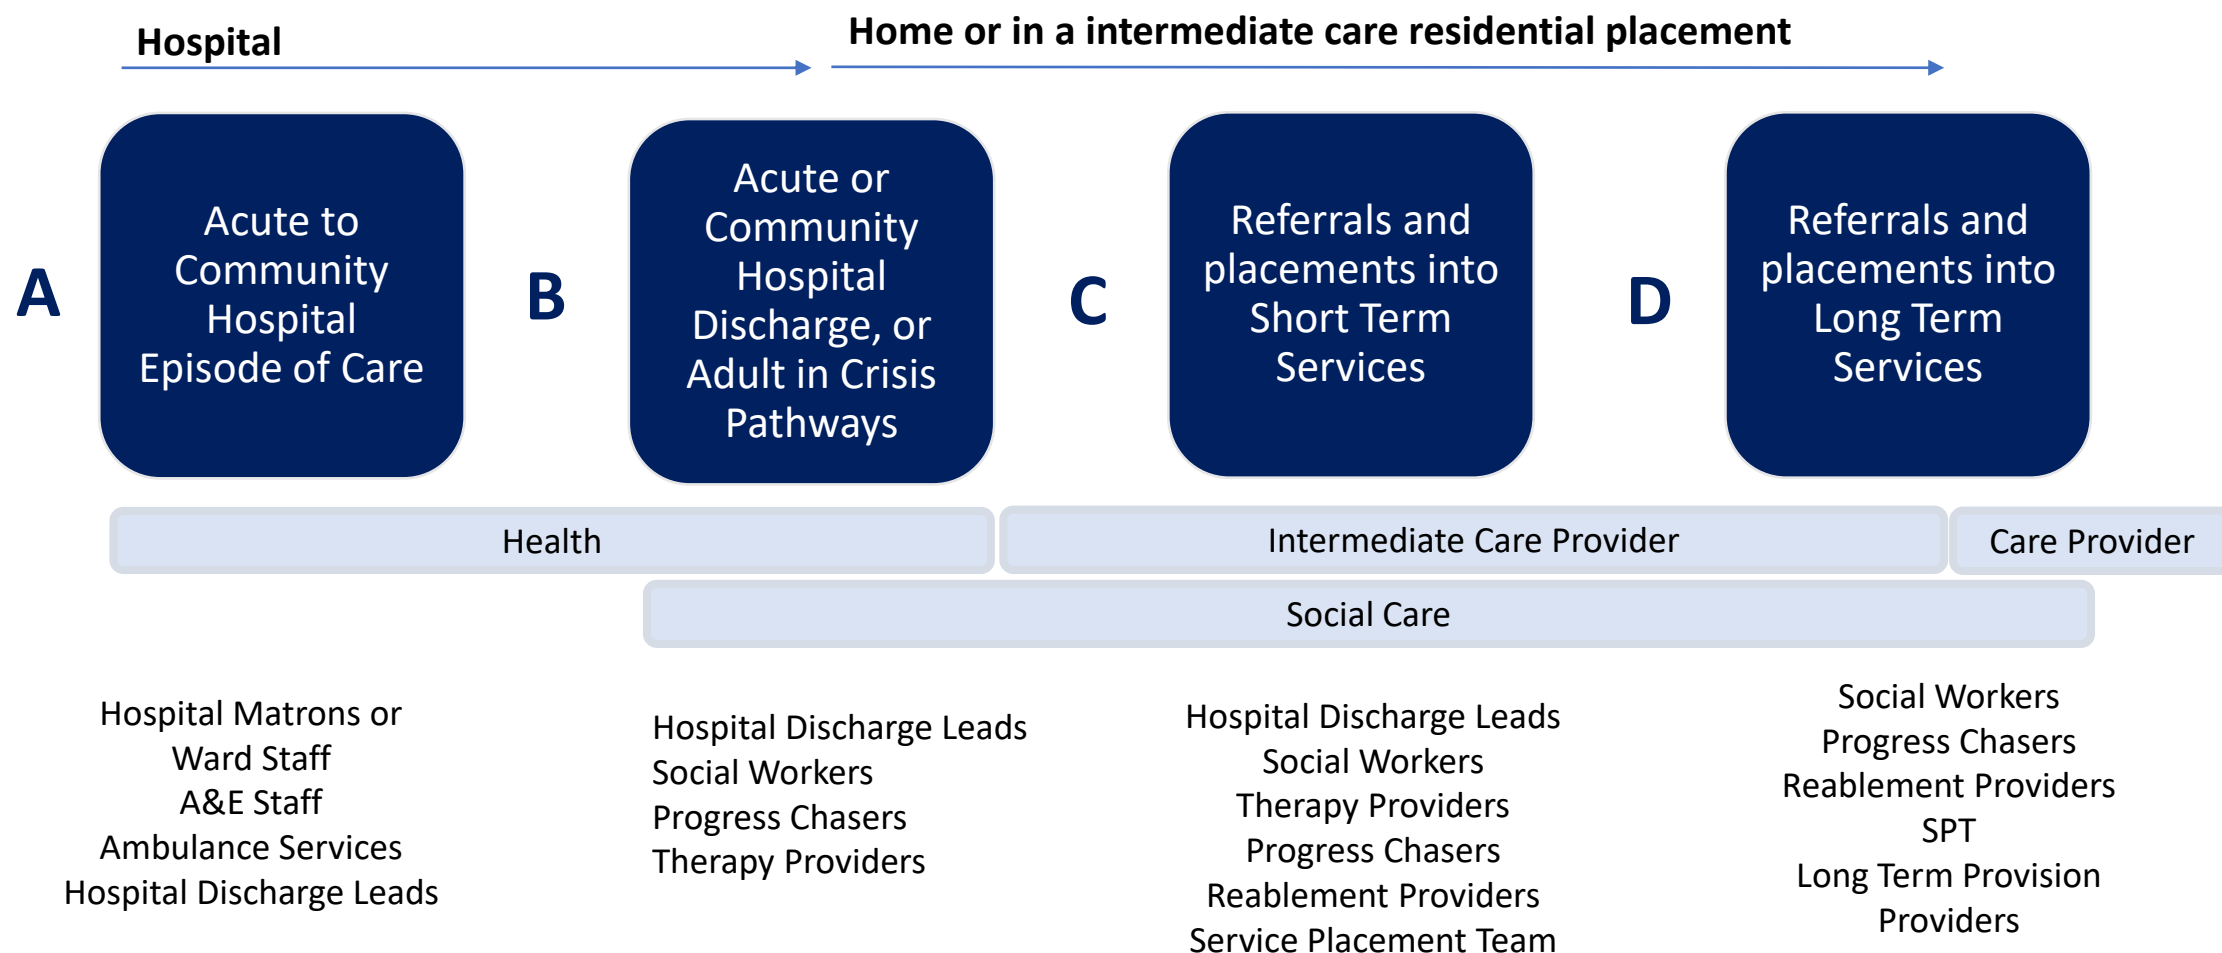 Hospital
Home or in a intermediate care residential placement
A
Acute to
Community
Hospital
Episode of Care
B
Acute or
Community
Hospital
Discharge, or
Adult in Crisis
Pathways
C
Referrals and
placements into
Short Term
Services
D
Referrals and
placements into
Long Term
Services
Health
Intermediate Care Provider
Care Provider
Social Care
Hospital Matrons or
Ward Staff
A&E Staff
Ambulance Services
Hospital Discharge Leads
Hospital Discharge Leads
Social Workers
Progress Chasers
Therapy Providers
Hospital Discharge Leads
Social Workers
Therapy Providers
Progress Chasers
Reablement Providers
Service Placement Team
Social Workers
Progress Chasers
Reablement Providers
SPT
Long Term Provision
Providers